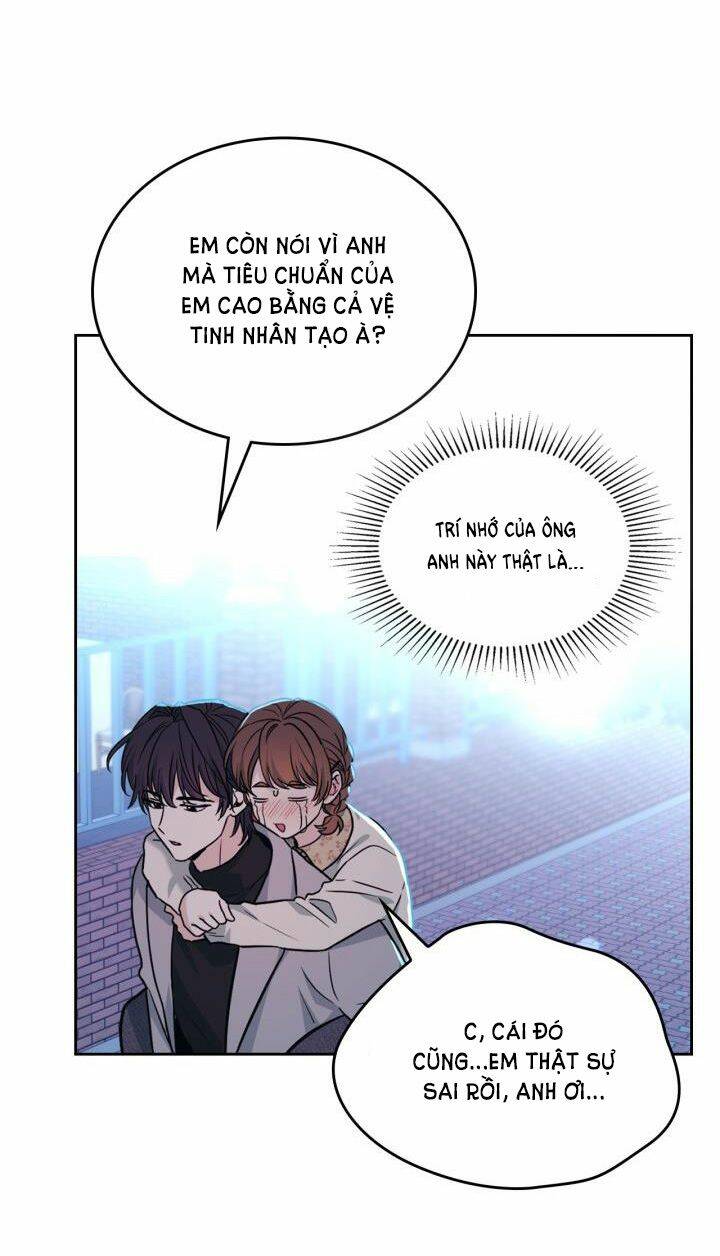 EM CÒN NÓI VÌ ANH
MÀ TIÊU CHUẨN CỦA
EM CAO BẰNG CẢ VỆ
TINH NHÂN TẠO À?
TRÍ NHỚ CỦA ÔNG
ANH NÀY THẬT LÀ...
C, CÁI ĐÓ
CŨNG...EM THẬT SỰ
SAI RỒI, ANH ƠI...